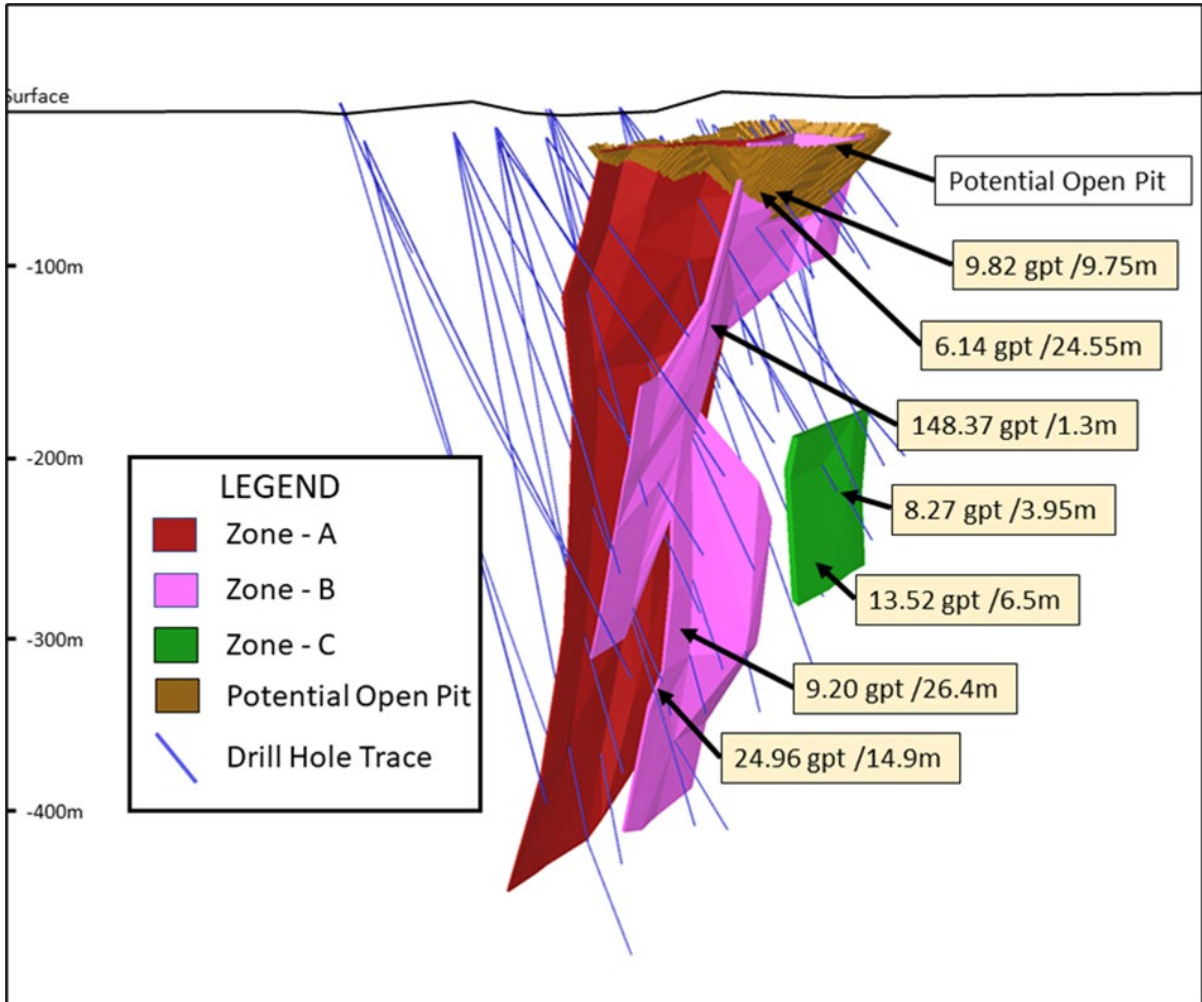 Surface
Potential Open Pit
9.82 gpt /9.75m
-100m
6.14 gpt /24.55m
148.37 gpt /1.3m
-200m
8.27 gpt /3.95m
13.52 gpt /6.5m
-300m
9.20 gpt /26.4m
24.96 gpt /14.9m
-400m
LEGEND
Zone - A
Zone - B
Zone - C
Potential Open Pit
Drill Hole Trace